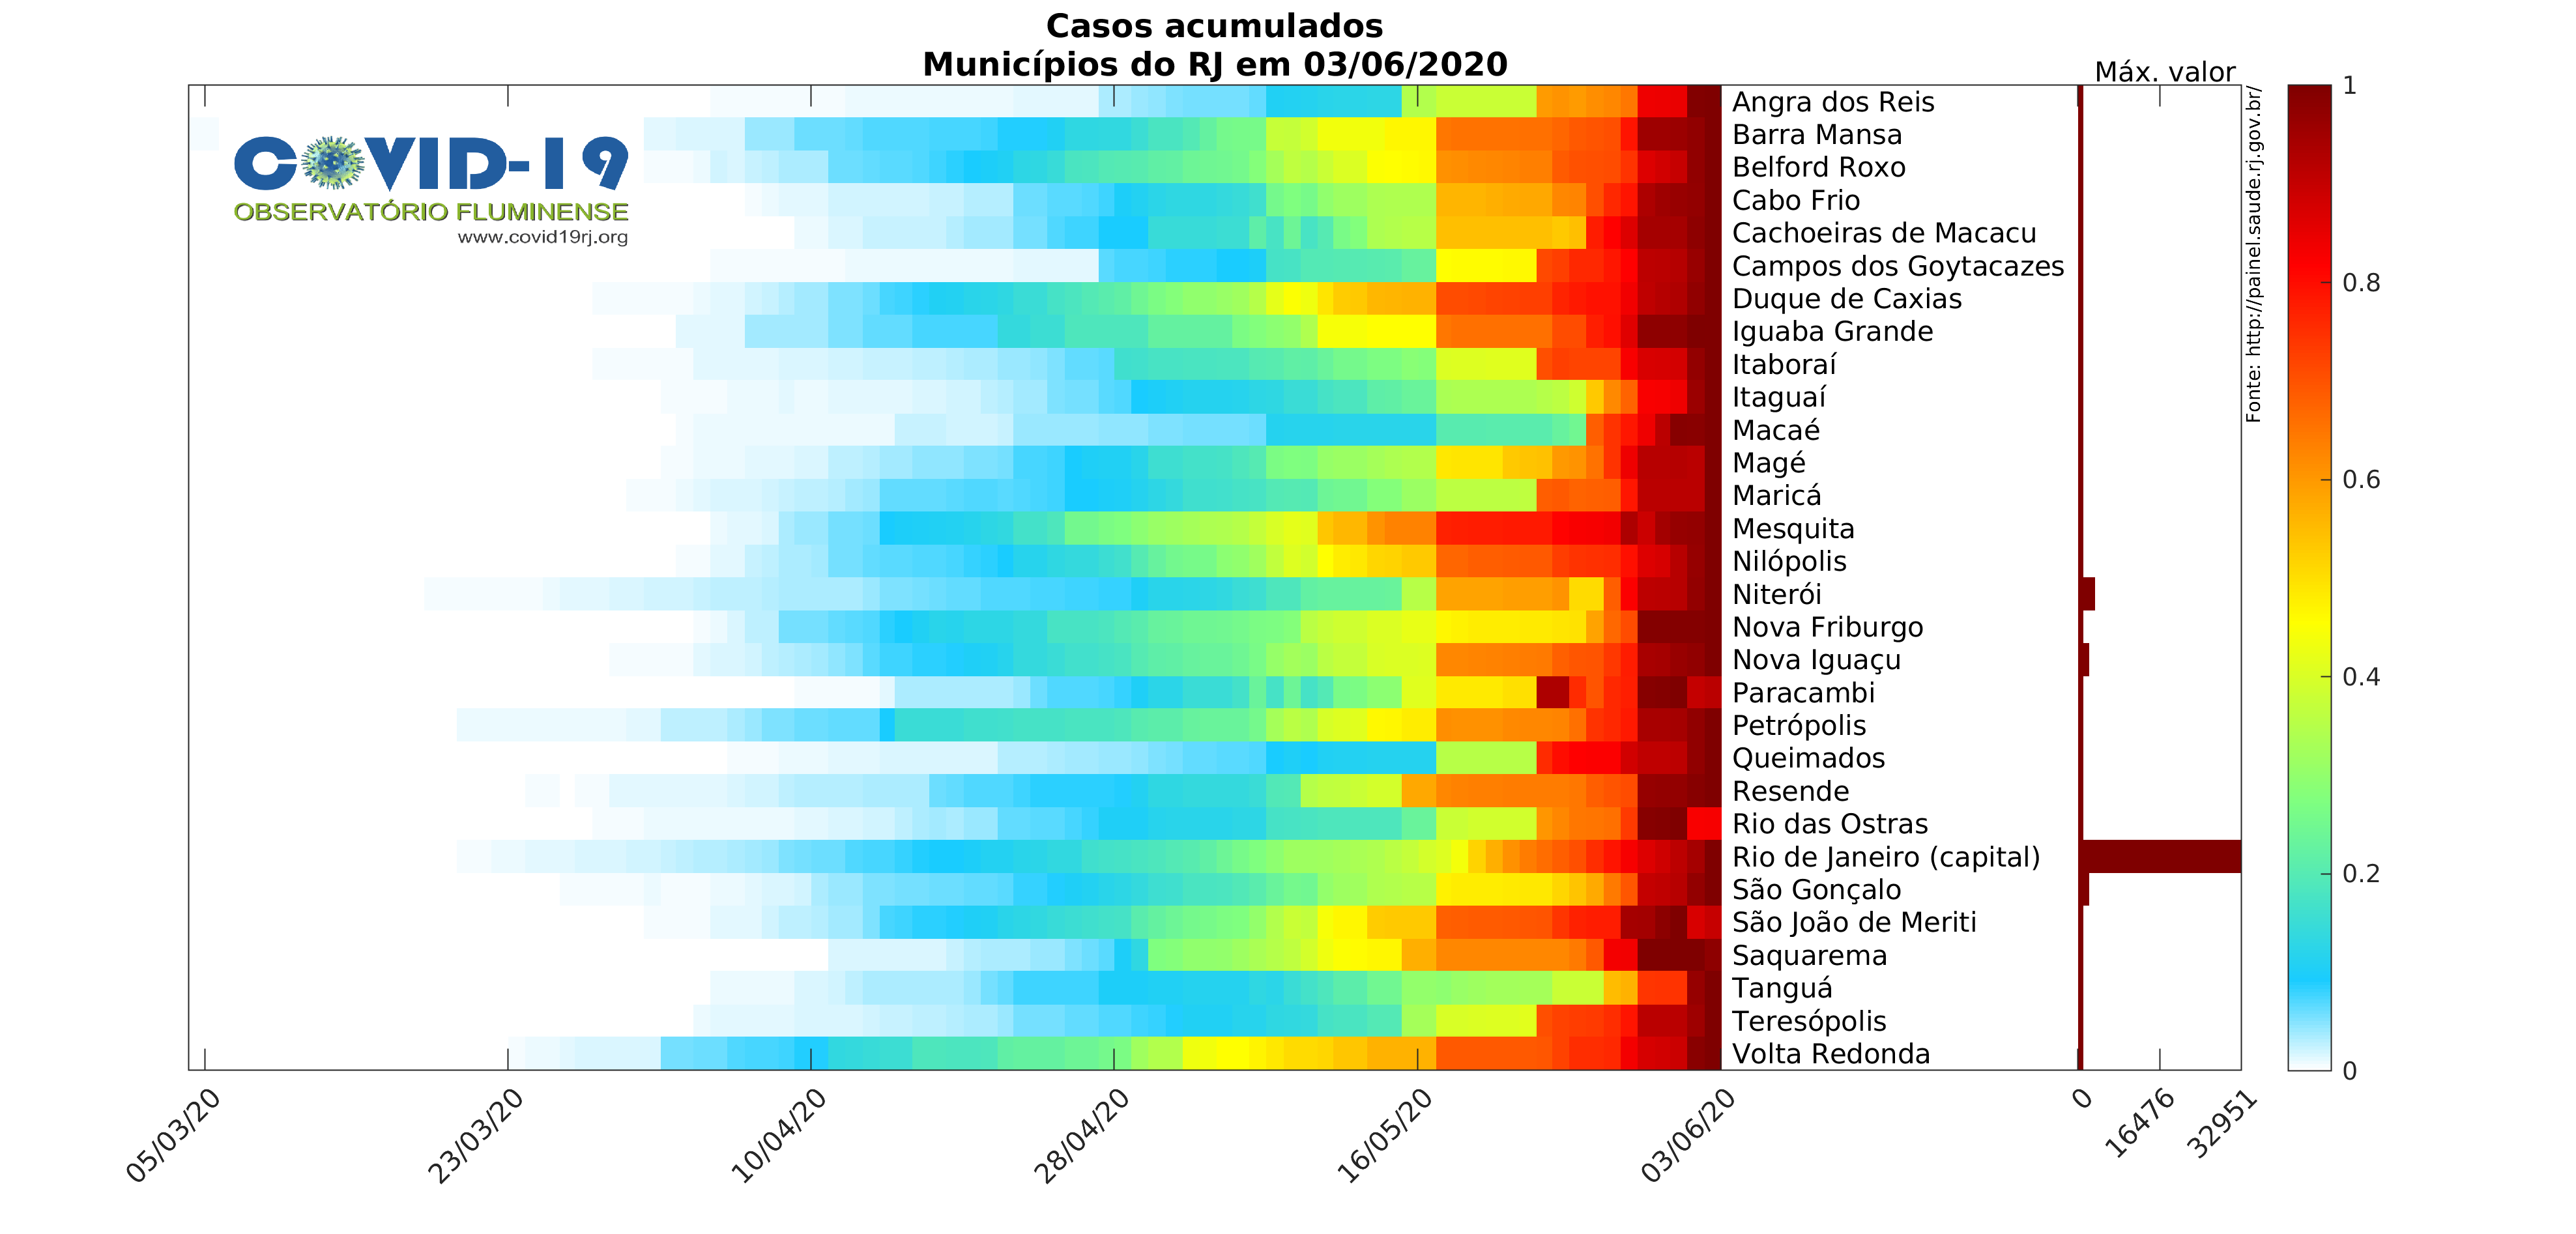 Casos acumulados
Municípios do RJ em 03/06/2020
Máx. valor
COVID-19
OBSERVATÓRIO FLUMINENSE
www.covid19rj.org
Angra dos Reis
Barra Mansa
Belford Roxo
Cabo Frio
Cachoeiras de Macacu
Campos dos Goytacazes
Duque de Caxias
Iguaba Grande
Itaboraí
Itaguaí
Macaé
Magé
Maricá
Mesquita
Nilópolis
Niterói
Nova Friburgo
Nova Iguaçu
Paracambi
Petrópolis
Queimados
Resende
Rio das Ostras
Rio de Janeiro (capital)
São Gonçalo
São João de Meriti
Saquarema
Tanguá
Teresópolis
Volta Redonda
Fonte: http://painel.saude.rj.gov.br/
1
0.8
0.6
0.4
0.2
0
05/03/20
23/03/20
10/04/20
28/04/20
16/05/20
03/06/20
0
16476
32951